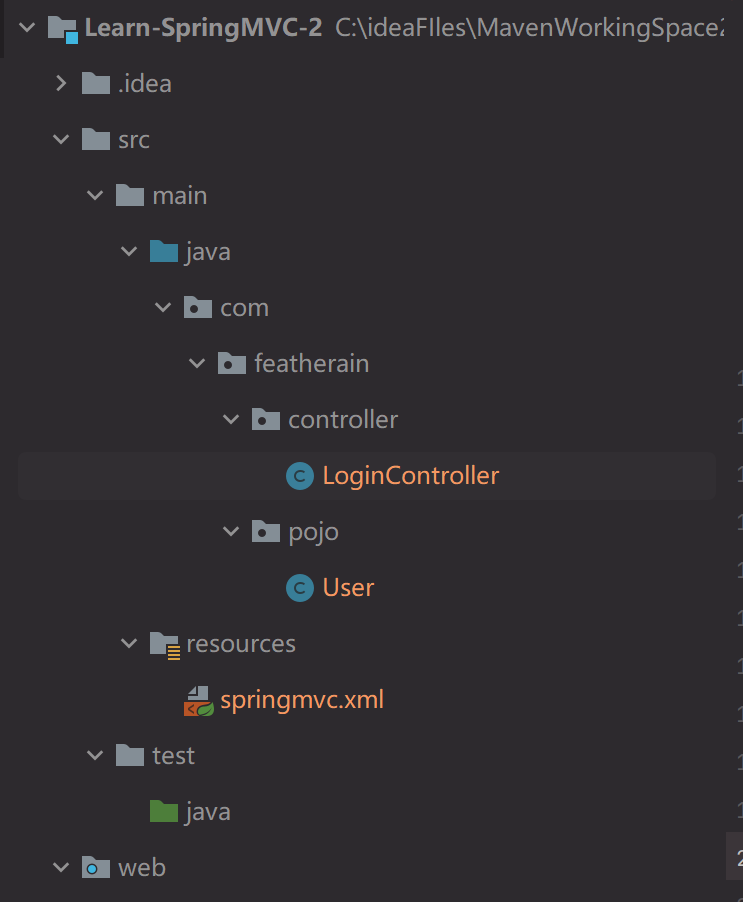 Learn-SpringMVC-2 C:\ideaFIles\MavenWorkingSpace2
.idea
src
main
java
com
featherain
controller
LoginController
pojo
User
resources
springmvc.xml
test
java
web